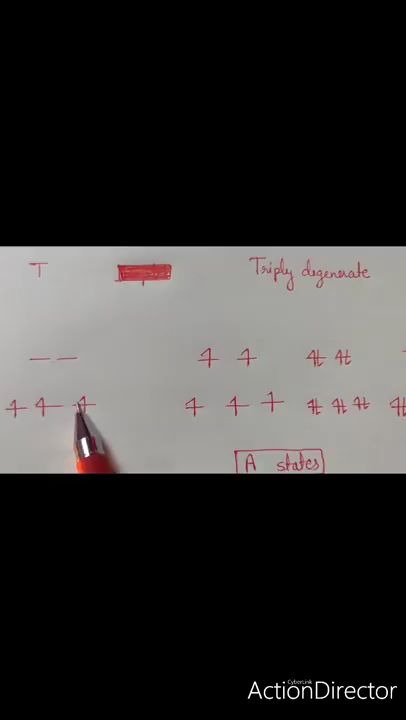 T Triply degenerate
A states
CyberLink
ActionDirector